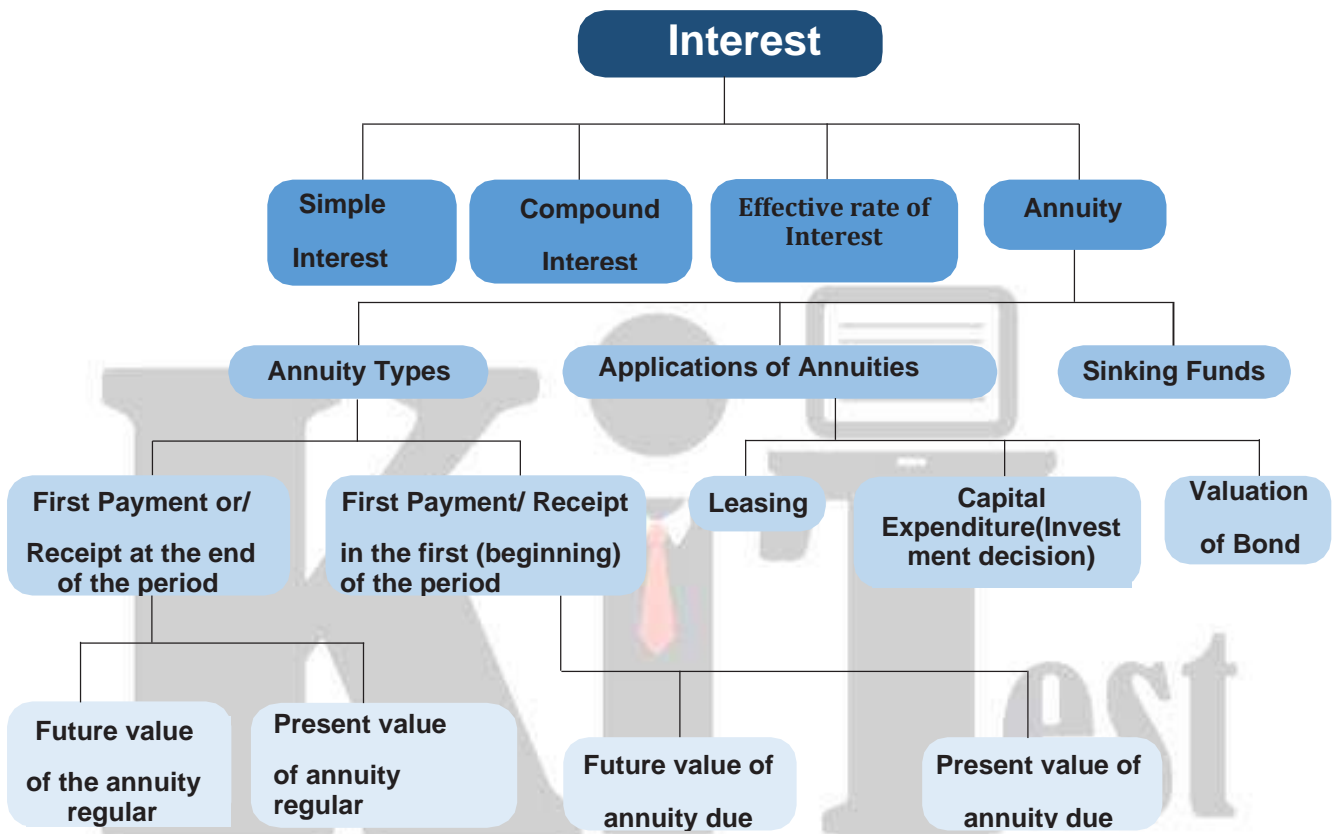 Interest
Simple
Interest
Compound
Interest
Effective rate of
Interest
Annuity
Annuity Types
Applications of Annuities
Sinking Funds
First Payment or/
Receipt at the end
of the period
First Payment/ Receipt
in the first (beginning)
of the period
Leasing
Capital
Expenditure(Invest
ment decision)
Valuation
of Bond
Future value
of the annuity
regular
Present value
of annuity
regular
Future value of
annuity due
Present value of
annuity due
KiTest